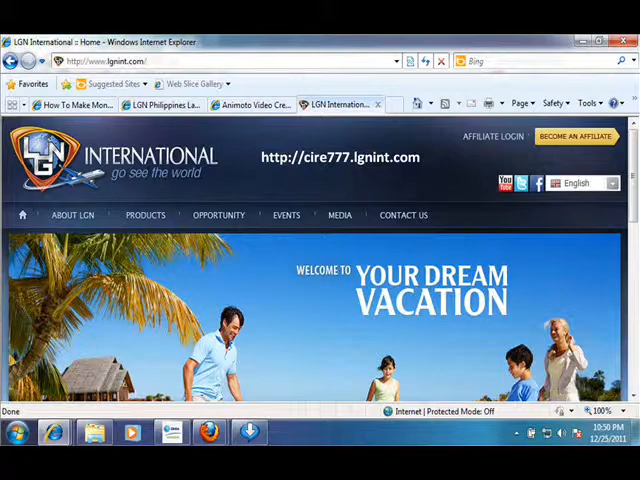 LGN International :: Home - Windows Internet Explorer
http://www.lgnint.com/
Bing
Favorites
Suggested Sites
Web Slice Gallery
How To Make Mon...
LGN Philippines La...
Animoto Video Cre...
LGN Internation...
Page
Safety
Tools
LGN
INTERNATIONAL
go see the world
http://cire777.lgnint.com
AFFILIATE LOGIN
BECOME AN AFFILIATE
You Tube
English
ABOUT LGN
PRODUCTS
OPPORTUNITY
EVENTS
MEDIA
CONTACT US
WELCOME TO YOUR DREAM
VACATION
Done
Internet | Protected Mode: Off
100%
10:50 PM
12/25/2011